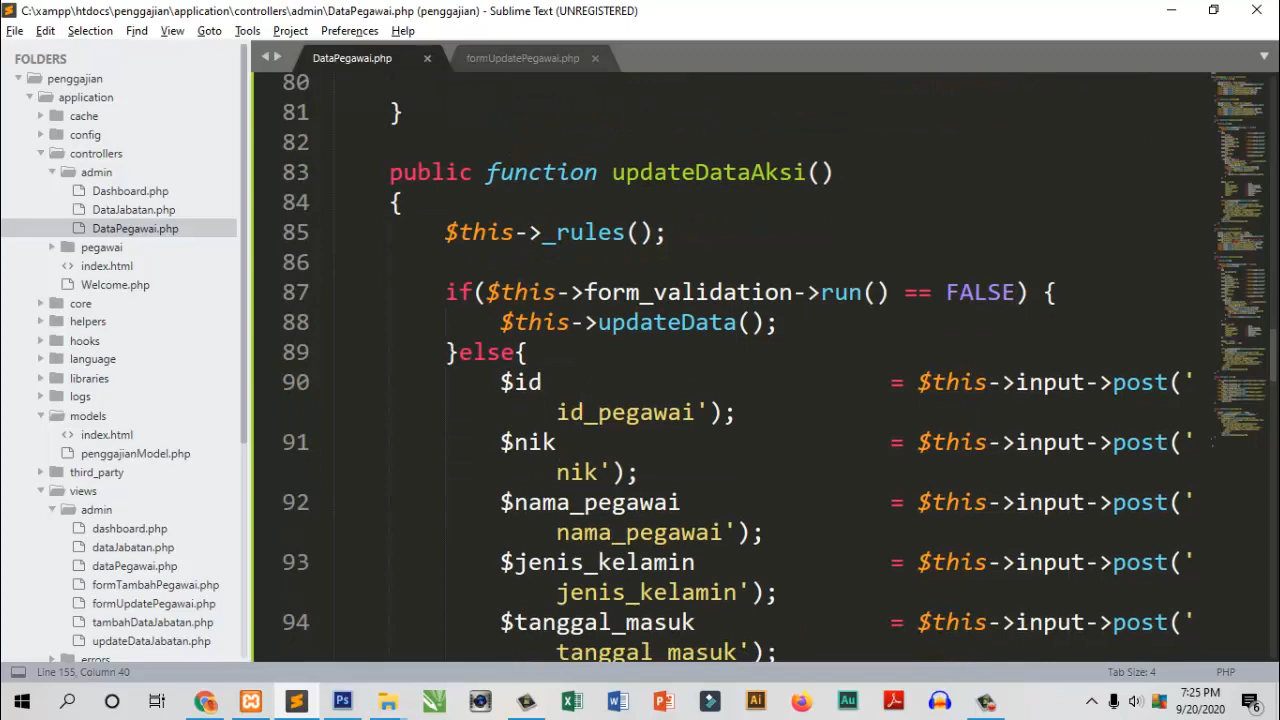 C:\xampp\htdocs\penggajian\application\controllers\admin\DataPegawai.php (penggajian) - Sublime Text (UNREGISTERED)
File Edit Selection Find View Goto Tools Project Preferences Help
FOLDERS
penggajian
application
cache
config
controllers
admin
Dashboard.php
DataJabatan.php
DataPegawai.php
pegawai
index.html
Welcome.php
core
helpers
hooks
language
libraries
logs
models
index.html
penggajianModel.php
third_party
views
admin
dashboard.php
dataJabatan.php
dataPegawai.php
formTambahPegawai.php
formUpdatePegawai.php
tambahDataJabatan.php
updateDataJabatan.php
errors
DataPegawai.php formUpdatePegawai.php
80
81 }
82
83 public function updateDataAksi()
84 {
85 $this->_rules();
86
87 if($this->form_validation->run() == FALSE) {
88 $this->updateData();
89 }else{
90 $id = $this->input->post('
id_pegawai');
91 $nik = $this->input->post('
nik');
92 $nama_pegawai = $this->input->post('
nama_pegawai');
93 $jenis_kelamin = $this->input->post('
jenis_kelamin');
94 $tanggal_masuk = $this->input->post('
tanggal_masuk');
Line 155, Column 40 Tab Size: 4 PHP
7:25 PM
9/20/2020
6